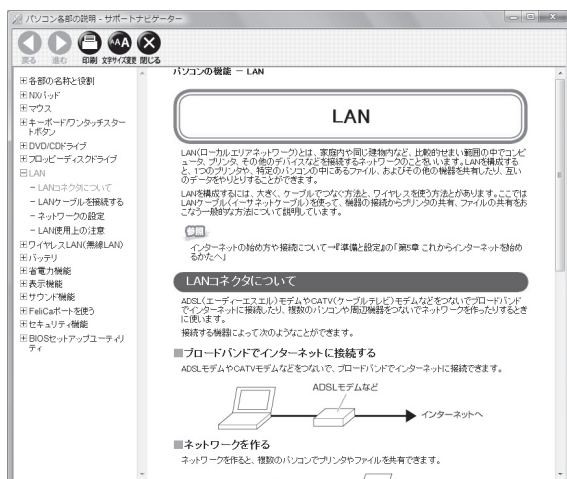 パソコン各部の説明 - サポートナビゲーター
戻る 進む 印刷 文字サイズ変更 閉じる
各部の名称と役割
NXパッド
マウス
キーボード/ワンタッチスター
トボタン
DVD/CDドライブ
フロッピーディスクドライブ
LAN
- LANコネクタについて
- LANケーブルを接続する
- ネットワークの設定
- LAN使用上の注意
ワイヤレスLAN(無線LAN)
バッテリ
省電力機能
表示機能
サウンド機能
FeliCaポートを使う
セキュリティ機能
BIOSセットアップユーティリ
ティ
パソコンの機能 - LAN
LAN
LAN(ローカルエリアネットワーク)とは、家庭内や同じ建物内など、比較的せまい範囲の中でコンピ
ュータ、プリンタ、その他のデバイスなどを接続するネットワークのことをいいます。LANを構成する
と、1つのプリンタや、特定のパソコンの中にあるファイル、およびその他の機器を共有したり、互い
のデータをやりとりすることができます。
LANを構成するには、大きく、ケーブルでつなぐ方法と、ワイヤレスを使う方法とがあります。ここでは
LANケーブル(イーサネットケーブル)を使って、機器の接続からプリンタの共有、ファイルの共有をお
こなう一般的な方法について説明しています。
参照
インターネットの始め方や接続について→『準備と設定』の「第5章 これからインターネットを始め
るかたへ」
LANコネクタについて
ADSL(エーディーエスエル)モデムやCATV(ケーブルテレビ)モデムなどをつないでブロードバンド
でインターネットに接続したり、複数のパソコンや周辺機器をつないでネットワークを作ったりするとき
に使います。
接続する機器によって次のようなことができます。
■ブロードバンドでインターネットに接続する
ADSLモデムやCATVモデムなどをつないで、ブロードバンドでインターネットに接続できます。
ADSLモデムなど
インターネットへ
■ネットワークを作る
ネットワークを作ると、複数のパソコンでプリンタやファイルを共有できます。